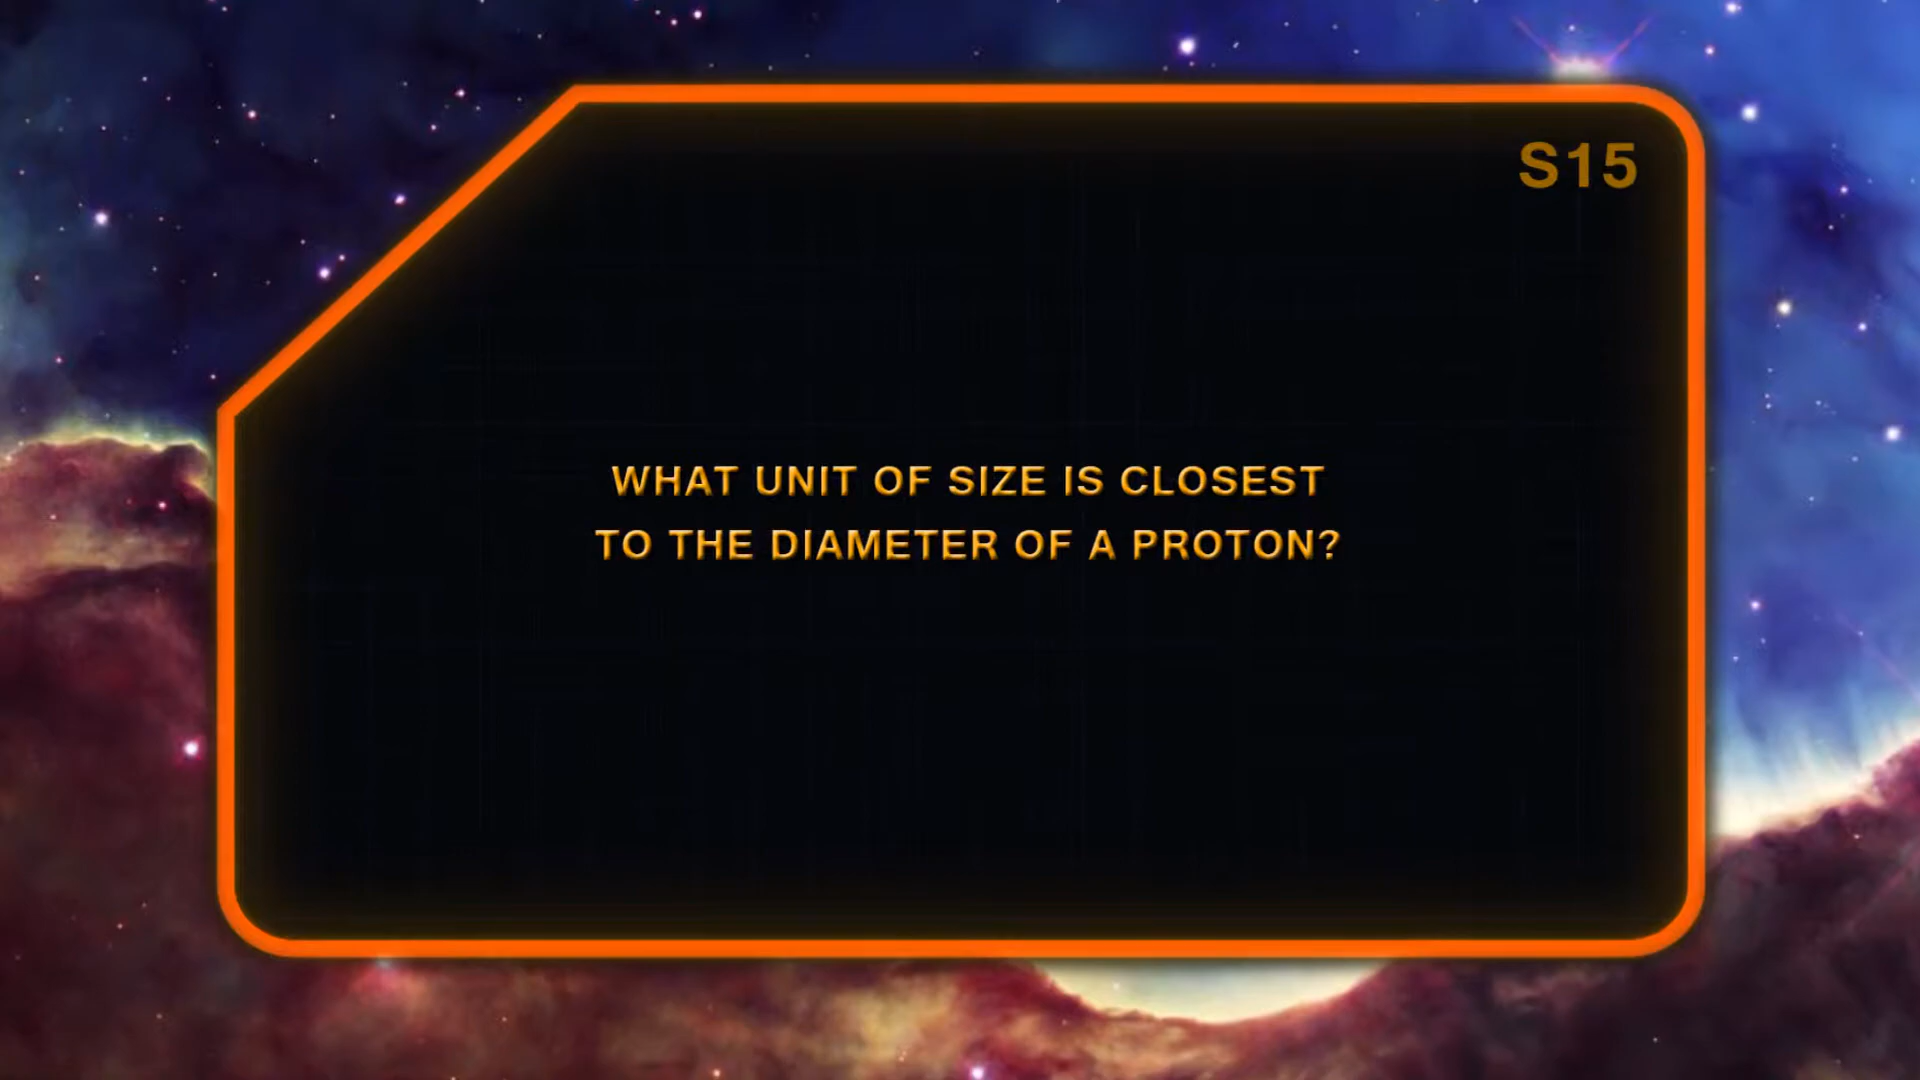 S15
WHAT UNIT OF SIZE IS CLOSEST
TO THE DIAMETER OF A PROTON?